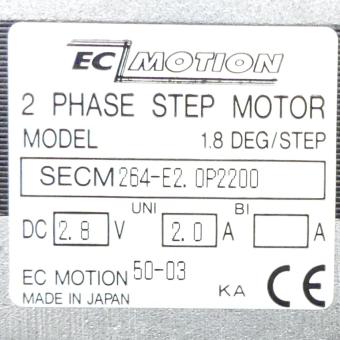 EC MOTION
2 PHASE STEP MOTOR
MODEL 1.8 DEG/STEP
SECM264-E2.0P2200
UNI BI
DC 2.8 V 2.0 A A
EC MOTION 50-03
MADE IN JAPAN KA CE